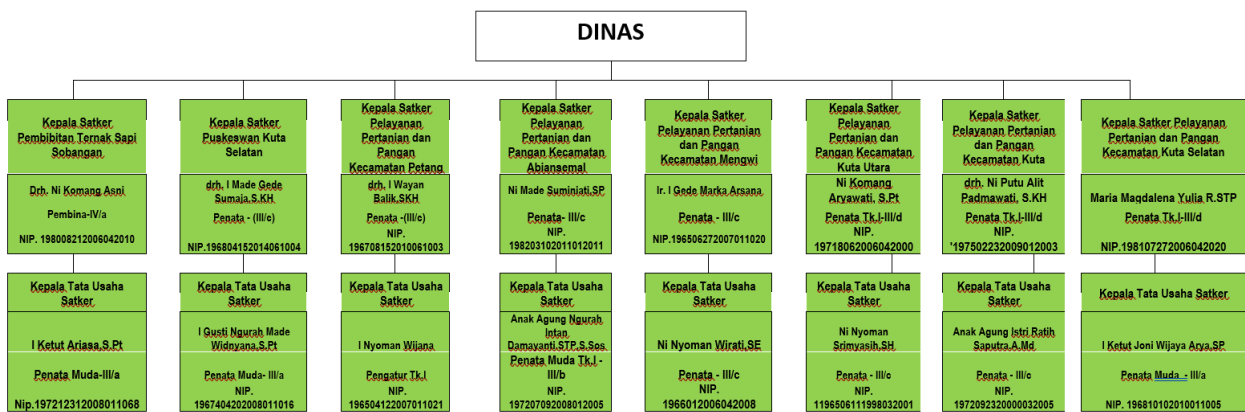 DINAS
Kepala Satker
Pembibitan Ternak Sapi
Sobangan
Drh. Ni Komang Asni
Pembina-IV/a
NIP. 198008212006042010
Kepala Satker
Puskeswan Kuta
Selatan
drh. I Made Gede
Sumaja,S.KH
Penata - (III/c)
NIP.196804152014061004
Kepala Satker
Pelayanan
Pertanian dan
Pangan
Kecamatan Petang
drh. I Wayan
Balik,SKH
Penata -(III/c)
NIP.
196708152010061003
Kepala Satker
Pelayanan
Pertanian dan
Pangan Kecamatan
Abiansemal
Ni Made Suminiati,SP
Penata- III/c
NIP.
198203102011012011
Kepala Satker
Pelayanan Pertanian
dan Pangan
Kecamatan Mengwi
Ir. I Gede Marka Arsana
Penata - III/c
NIP.196506272007011020
Kepala Satker
Pelayanan
Pertanian dan
Pangan Kecamatan
Kuta Utara
Ni Komang
Aryawati, S.Pt
Penata Tk.I-III/d
NIP.
19718062006042000
Kepala Satker
Pelayanan Pertanian
dan Pangan
Kecamatan Kuta
drh. Ni Putu Alit
Padmawati, S.KH
Penata Tk.I-III/d
NIP.
'197502232009012003
Kepala Satker Pelayanan
Pertanian dan Pangan
Kecamatan Kuta Selatan
Maria Magdalena Yulia R.STP
Penata Tk.I-III/d
NIP.198107272006042020
Kepala Tata Usaha
Satker
I Ketut Ariasa,S.Pt
Penata Muda-III/a
Nip.197212312008011068
Kepala Tata Usaha
Satker
I Gusti Ngurah Made
Widnyana,S.Pt
Penata Muda- III/a
NIP.
196704202008011016
Kepala Tata Usaha
Satker
I Nyoman Wijana
Pengatur Tk.I
NIP.
196504122007011021
Kepala Tata Usaha
Satker
Anak Agung Ngurah
Intan
Damayanti.STP,S.Sos
Penata Muda Tk.I -
III/b
NIP.
197207092008012005
Kepala Tata Usaha
Satker
Ni Nyoman Wirati,SE
Penata - III/c
NIP.
1966012006042008
Kepala Tata Usaha
Satker
Ni Nyoman
Srimyasih,SH
Penata - III/c
NIP.
1196506111998032001
Kepala Tata Usaha
Satker
Anak Agung Istri Ratih
Saputra,A.Md
Penata - III/c
NIP.
1972092320000032005
Kepala Tata Usaha Satker
I Ketut Joni Wijaya Arya,SP
Penata Muda - III/a
NIP. 196810102010011005